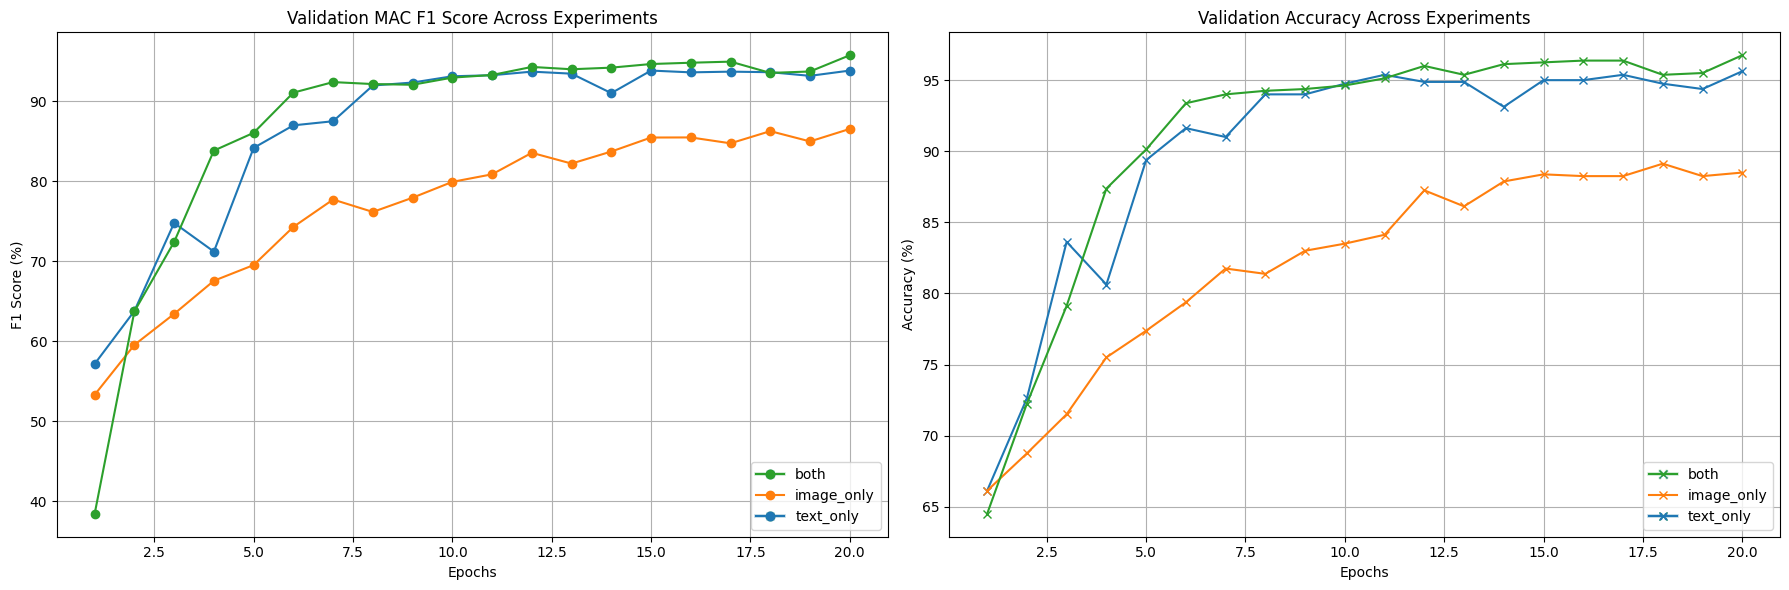 Validation MAC F1 Score Across Experiments
F1 Score (%)
90
80
70
60
50
40
2.5 5.0 7.5 10.0 12.5 15.0 17.5 20.0
Epochs
both
image_only
text_only
Validation Accuracy Across Experiments
Accuracy (%)
95
90
85
80
75
70
65
2.5 5.0 7.5 10.0 12.5 15.0 17.5 20.0
Epochs
both
image_only
text_only